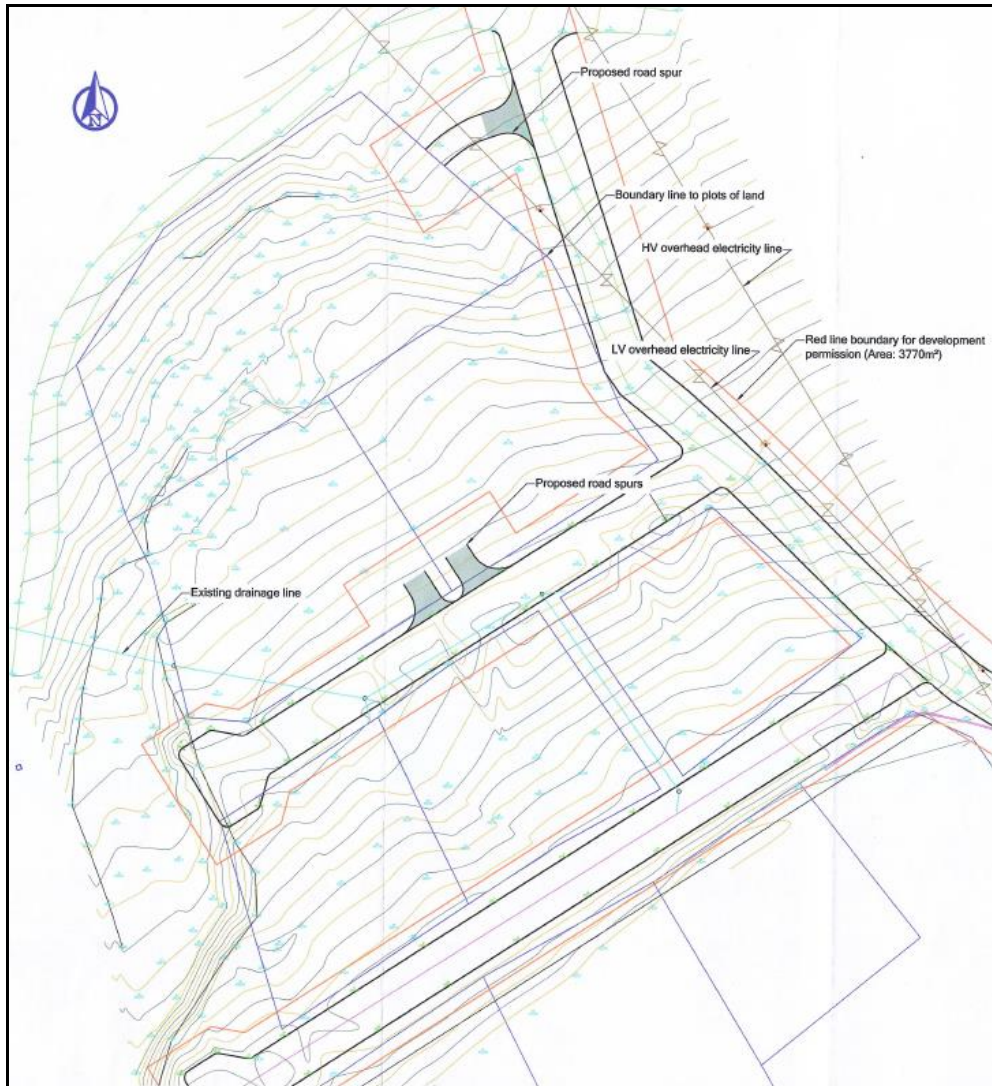 Proposed road spur
N
Boundary line to plots of land
HV overhead electricity line
LV overhead electricity line
Red line boundary for development
permission (Area: 3770m²)
Proposed road spurs
Existing drainage line